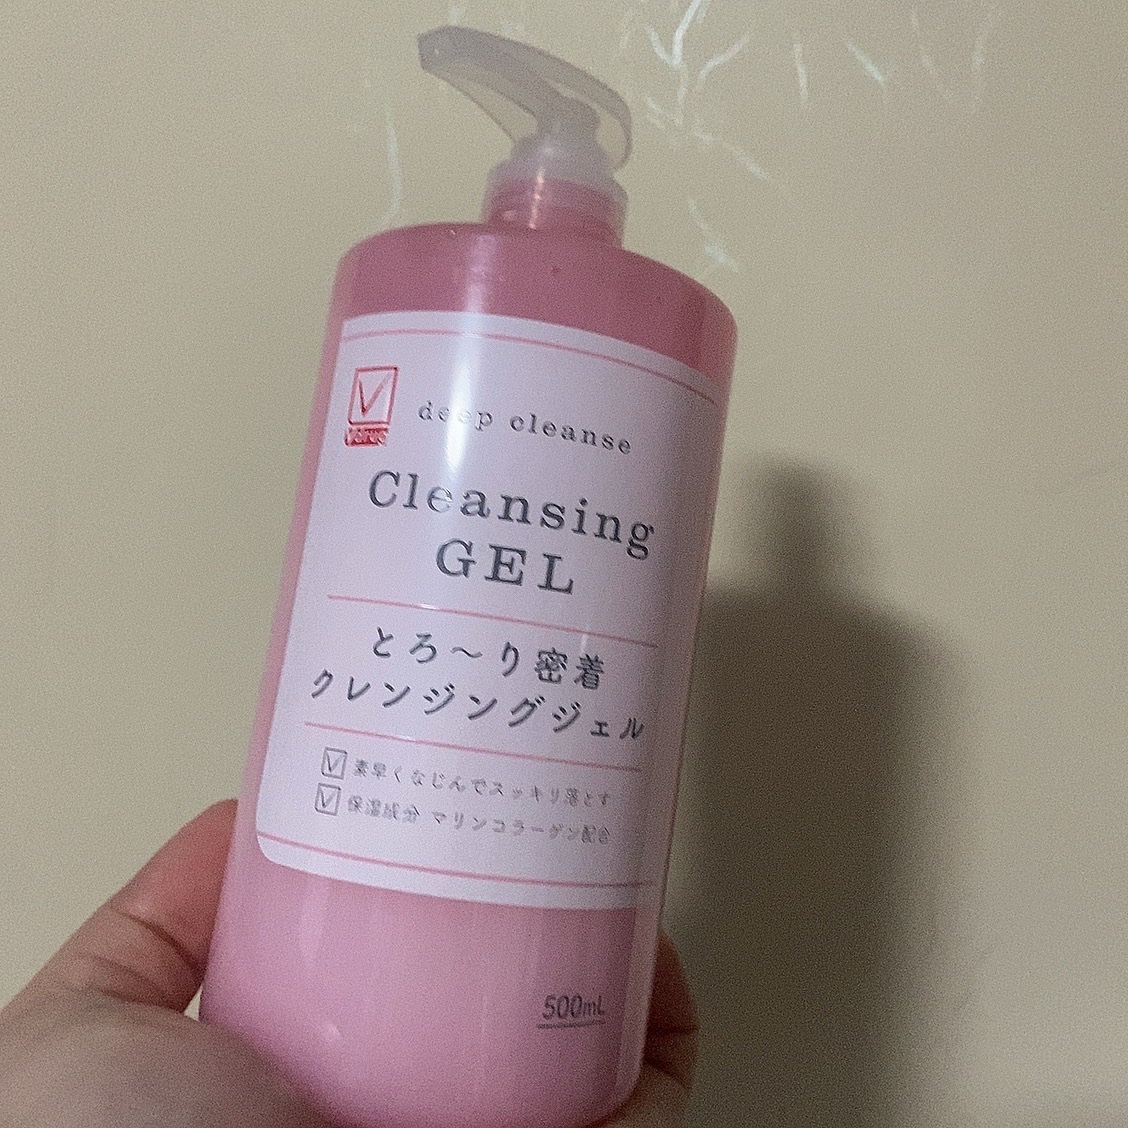 Value
deep cleanse
Cleansing
GEL
とろ〜り密着
クレンジングジェル
素早くなじんでスッキリ落とす
保湿成分 マリンコラーゲン配合
500mL